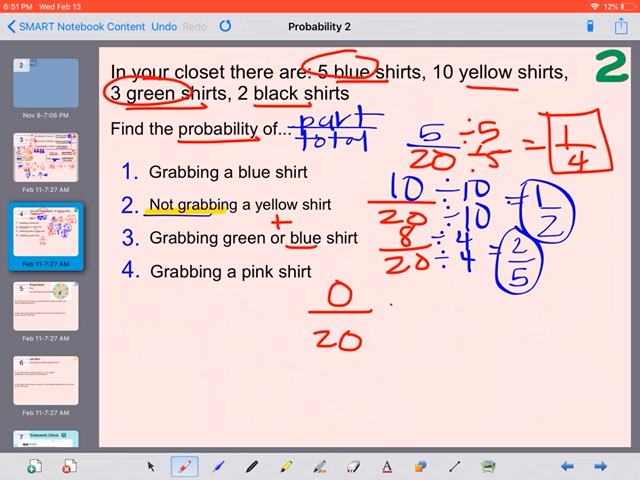 6:51 PM Wed Feb 13
12%
SMART Notebook Content Undo Redo
Probability 2
2
Nov 6-7:06 PM
3
Feb 11-7:27 AM
4
Feb 11-7:27 AM
5
Feb 11-7:27 AM
6
Feb 11-7:27 AM
7
In your closet there are: 5 blue shirts, 10 yellow shirts,
3 green shirts, 2 black shirts
2
Find the probability of... part/total
5/20 ÷5/÷5 = 1/4
1. Grabbing a blue shirt
10/20 ÷10/÷10 = 1/2
2. Not grabbing a yellow shirt
+
3. Grabbing green or blue shirt
8/20 ÷4/÷4 = 2/5
4. Grabbing a pink shirt
0/20
A